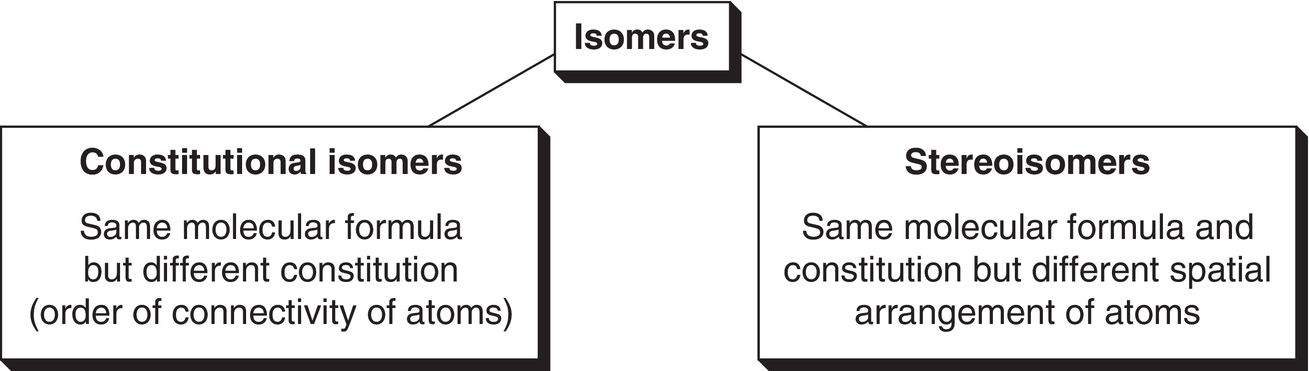 Isomers
Constitutional isomers
Same molecular formula
but different constitution
(order of connectivity of atoms)
Stereoisomers
Same molecular formula and
constitution but different spatial
arrangement of atoms